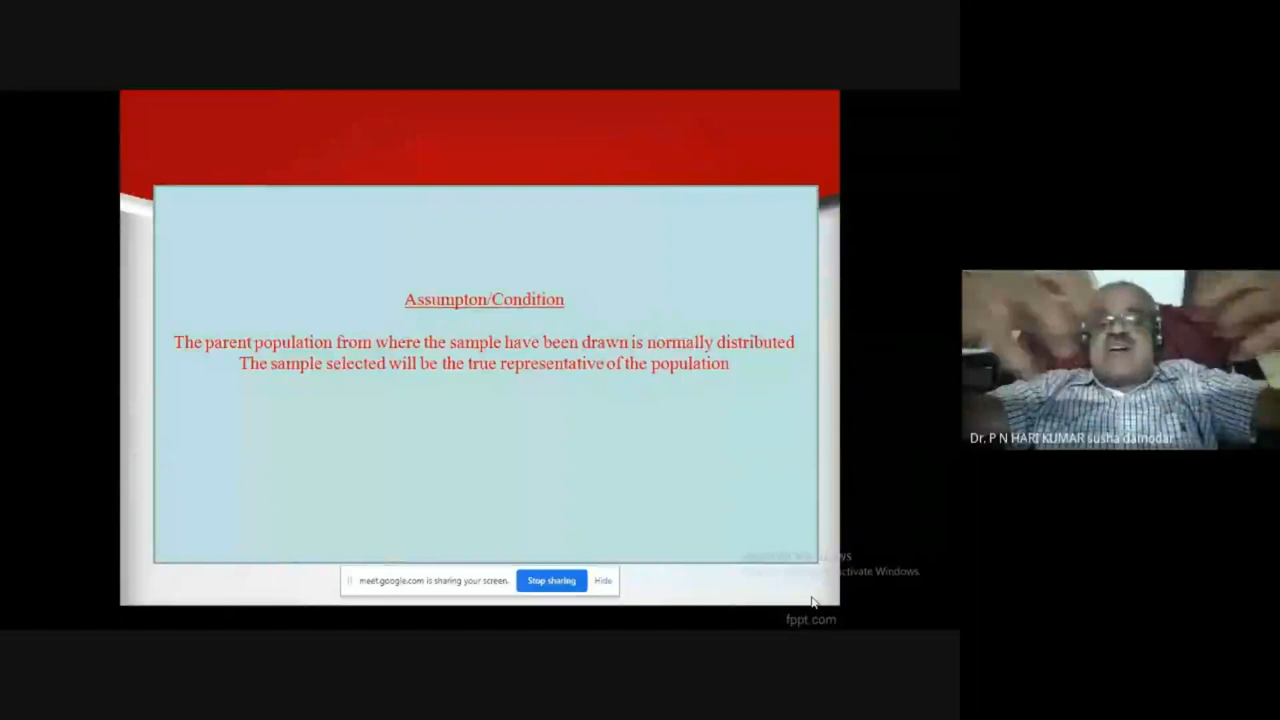 Assumpton/Condition
The parent population from where the sample have been drawn is normally distributed
The sample selected will be the true representative of the population
meet.google.com is sharing your screen.
Stop sharing
Hide
activate Windows.
fppt.com
Dr. P N HARI KUMAR susha damodar